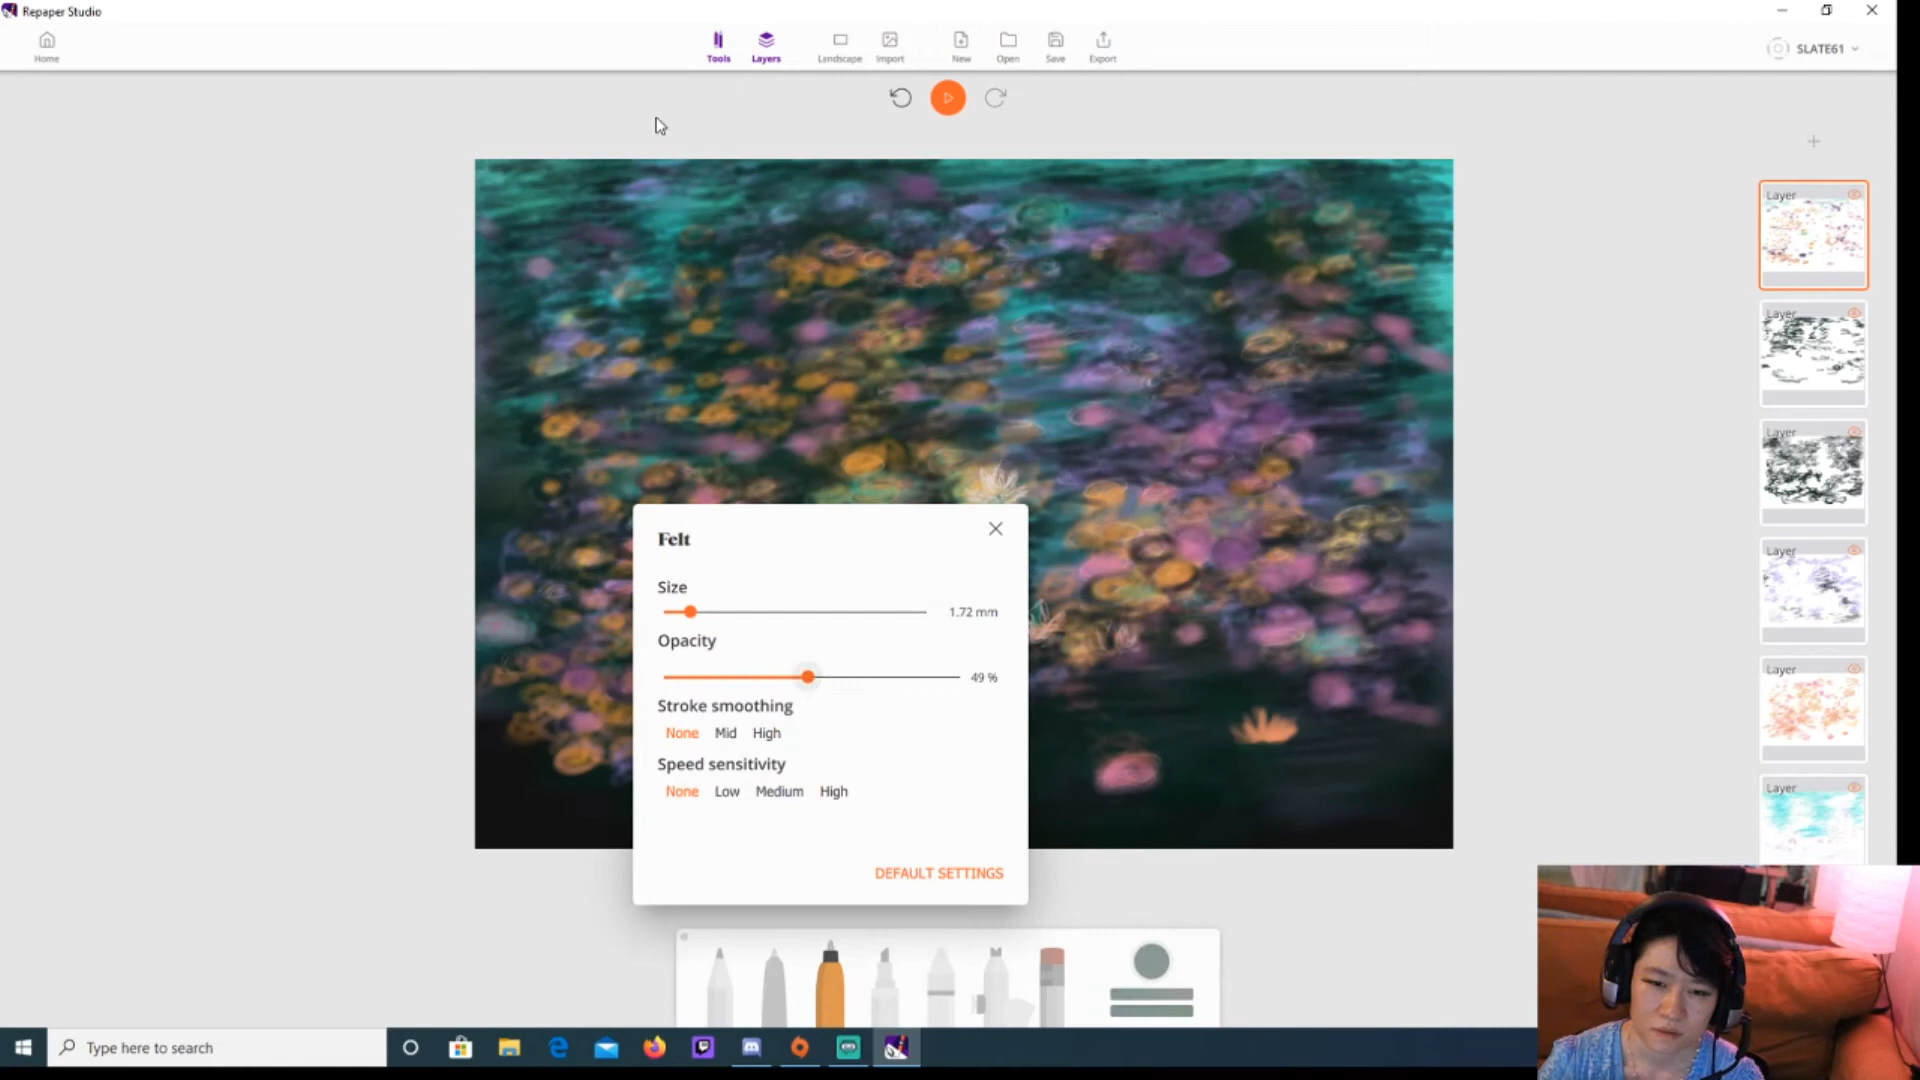 Repaper Studio
Home
Tools
Layers
Landscape
Import
New
Open
Save
Export
SLATE61
Layer
Layer
Layer
Layer
Layer
Layer
Felt
Size
1.72 mm
Opacity
49 %
Stroke smoothing
None Mid High
Speed sensitivity
None Low Medium High
DEFAULT SETTINGS
Type here to search